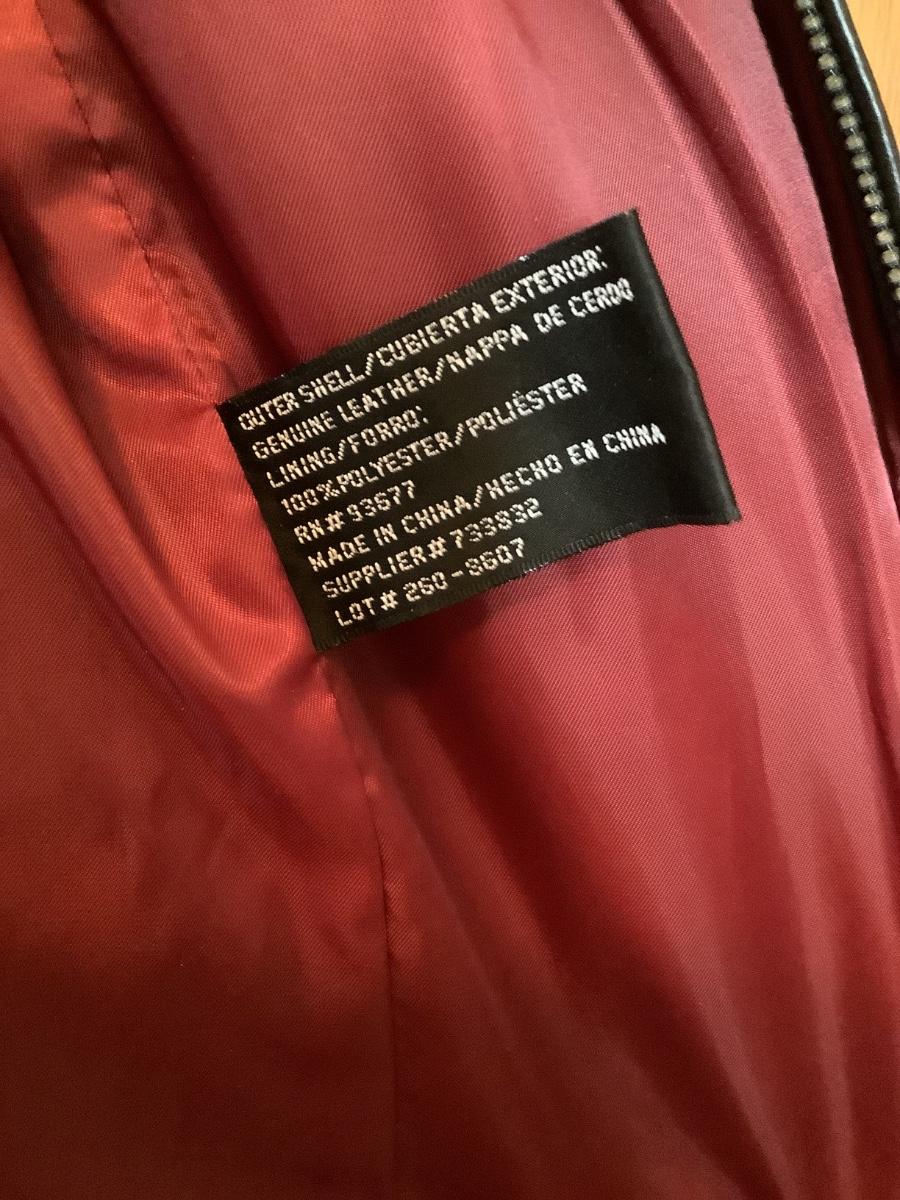 OUTER SHELL/CUBIERTA EXTERIOR:
GENUINE LEATHER/NAPPA DE CERDO
LINING/FORRO:
100%POLYESTER/POLIÉSTER
RN#93677
MADE IN CHINA/HECHO EN CHINA
SUPPLIER#733832
LOT# 260-8607